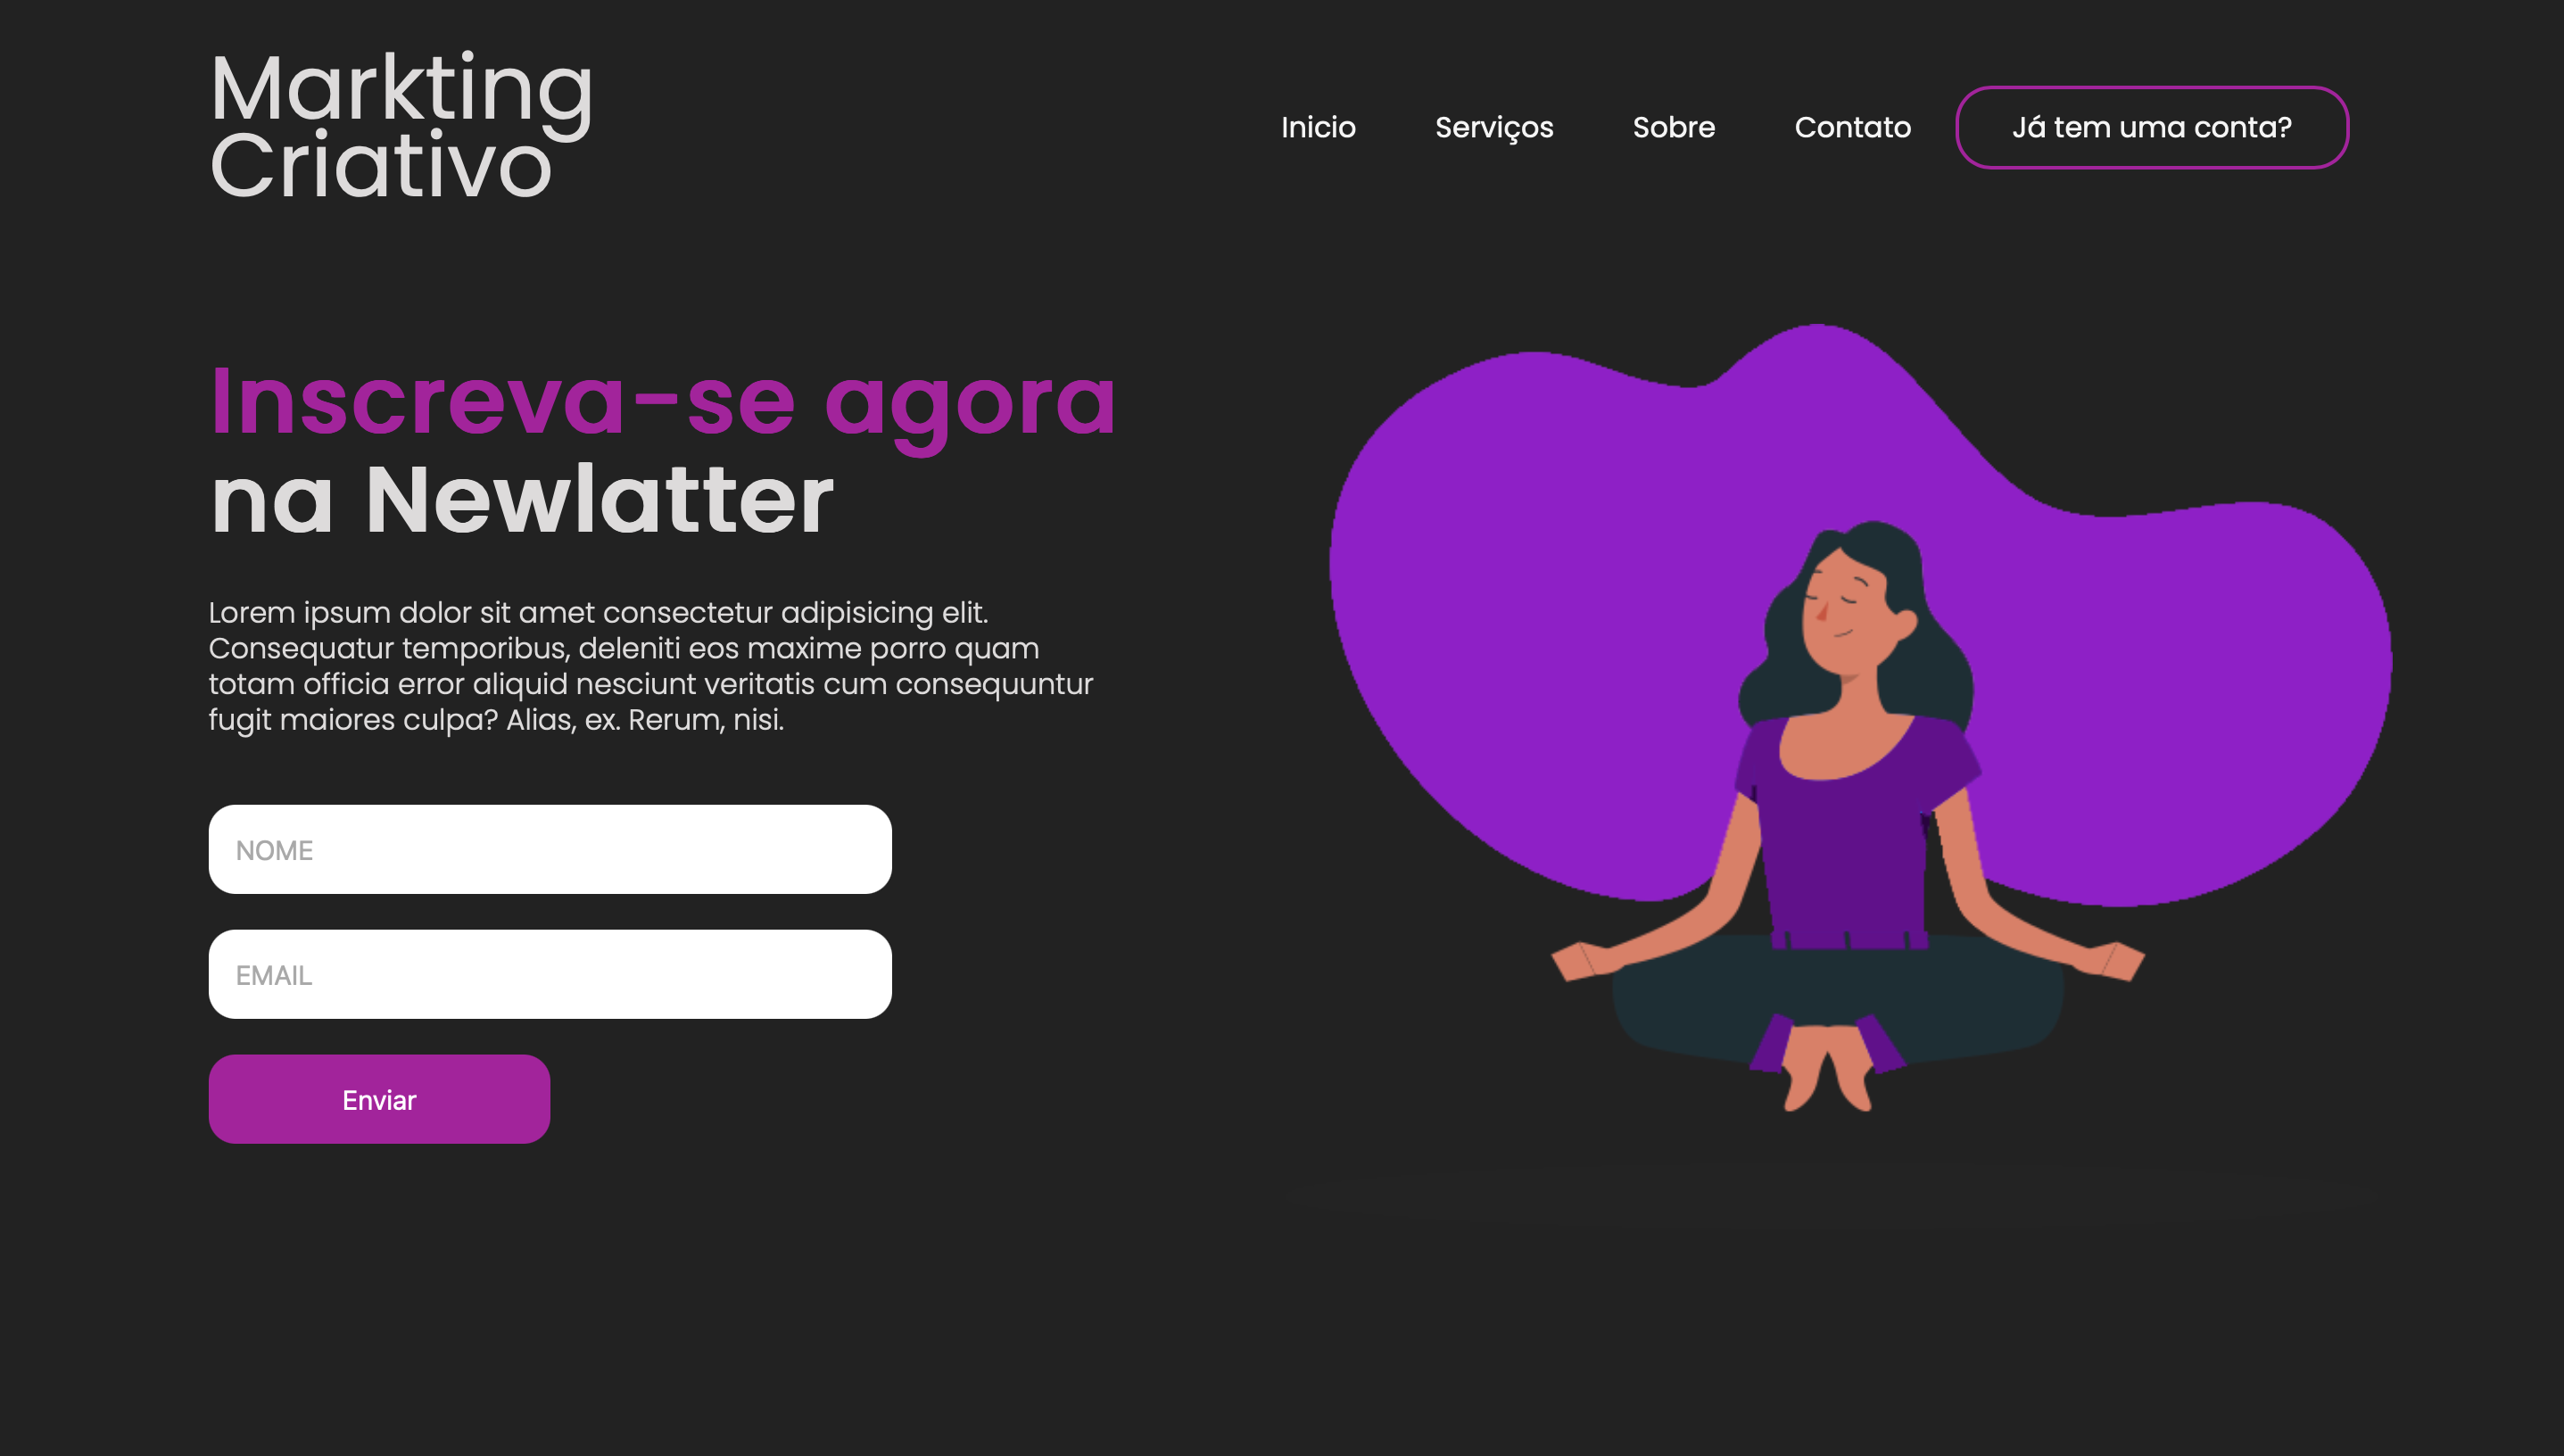 Markting
Criativo
Inicio
Serviços
Sobre
Contato
Já tem uma conta?
Inscreva-se agora
na Newlatter
Lorem ipsum dolor sit amet consectetur adipisicing elit.
Consequatur temporibus, deleniti eos maxime porro quam
totam officia error aliquid nesciunt veritatis cum consequuntur
fugit maiores culpa? Alias, ex. Rerum, nisi.
NOME
EMAIL
Enviar